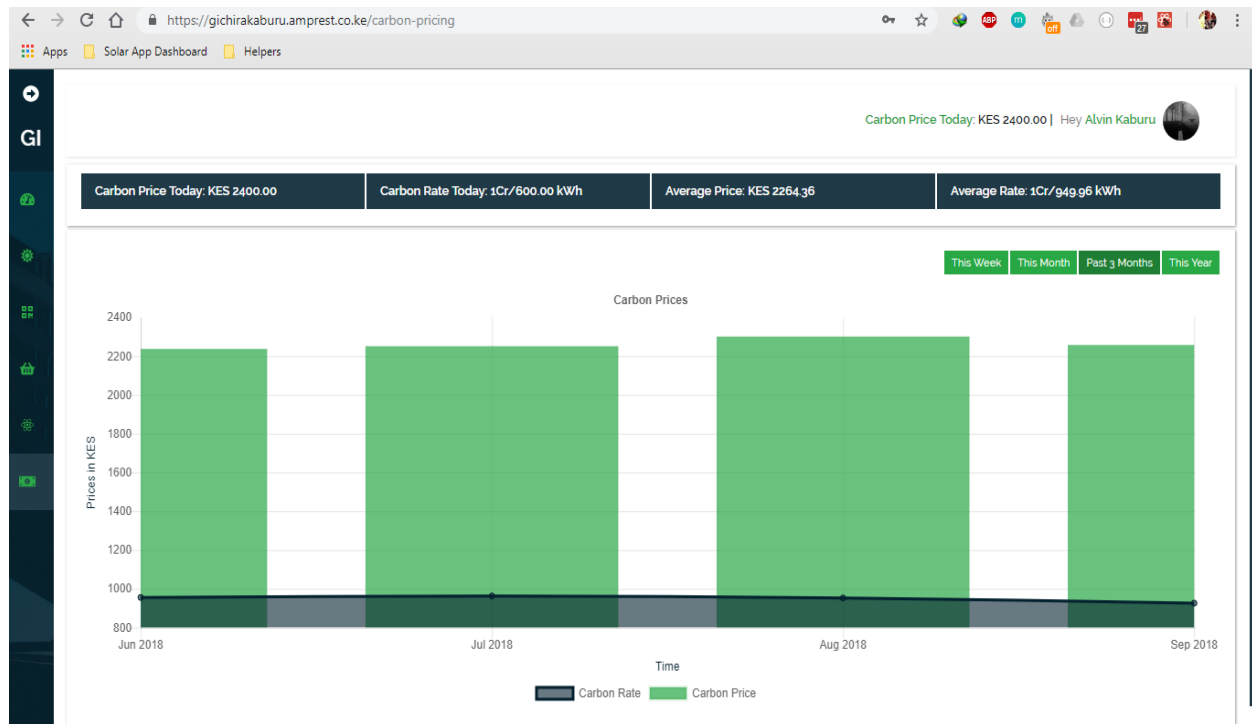 https://gichirakaburu.amprest.co.ke/carbon-pricing
ABP
m
off
27
Apps Solar App Dashboard Helpers
GI
Carbon Price Today: KES 2400.00 | Hey Alvin Kaburu
Carbon Price Today: KES 2400.00 Carbon Rate Today: 1Cr/600.00 kWh Average Price: KES 2264.36 Average Rate: 1Cr/949.96 kWh
This Week This Month Past 3 Months This Year
Carbon Prices
2400
2200
2000
1800
1600
1400
1200
1000
800
Prices in KES
Jun 2018 Jul 2018 Aug 2018 Sep 2018
Time
Carbon Rate Carbon Price